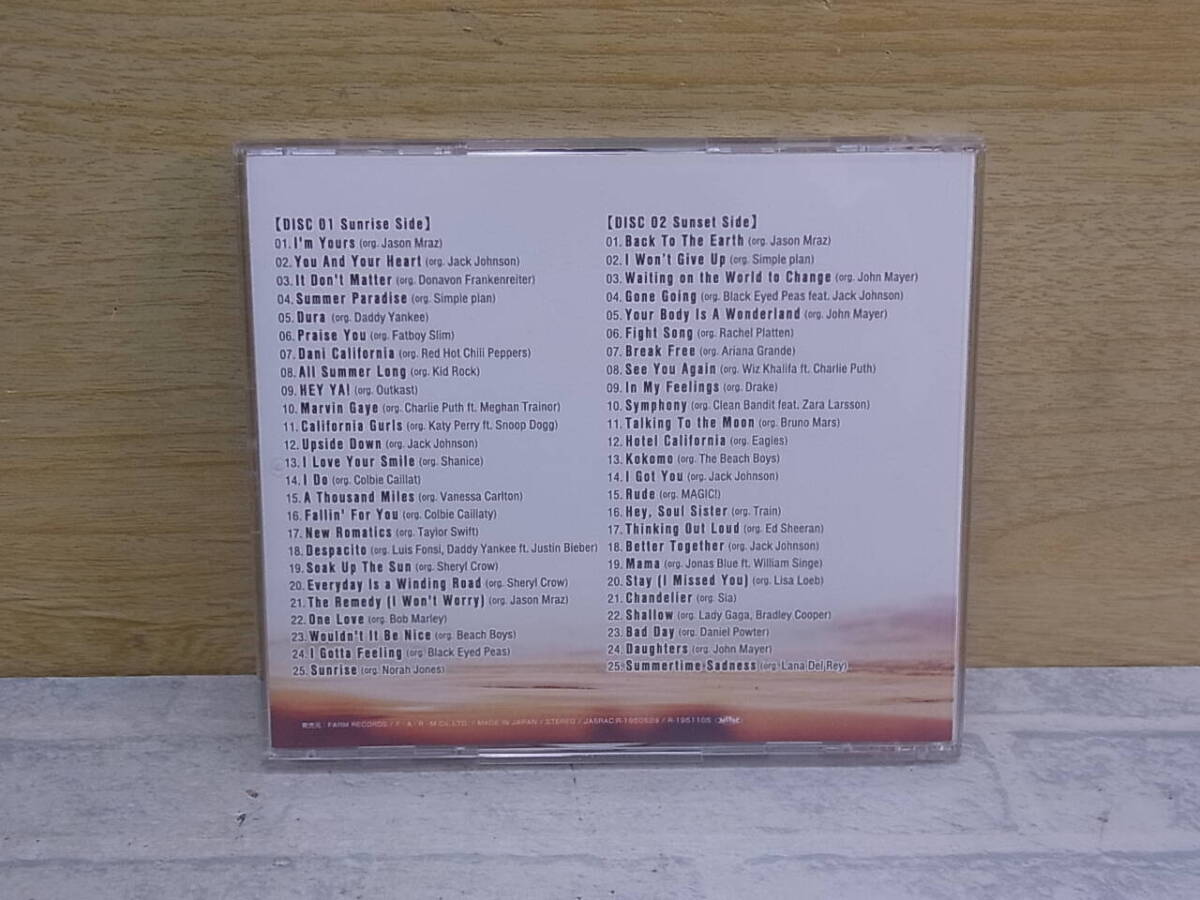 【DISC 01 Sunrise Side】
01. I'm Yours (org. Jason Mraz)
02. You And Your Heart (org. Jack Johnson)
03. It Don't Matter (org. Donavon Frankenreiter)
04. Summer Paradise (org. Simple plan)
05. Dura (org. Daddy Yankee)
06. Praise You (org. Fatboy Slim)
07. Dani California (org. Red Hot Chili Peppers)
08. All Summer Long (org. Kid Rock)
09. HEY YA! (org. Outkast)
10. Marvin Gaye (org. Charlie Puth ft. Meghan Trainor)
11. California Gurls (org. Katy Perry ft. Snoop Dogg)
12. Upside Down (org. Jack Johnson)
13. I Love Your Smile (org. Shanice)
14. I Do (org. Colbie Caillat)
15. A Thousand Miles (org. Vanessa Carlton)
16. Fallin' For You (org. Colbie Caillaty)
17. New Romatics (org. Taylor Swift)
18. Despacito (org. Luis Fonsi, Daddy Yankee ft. Justin Bieber)
19. Soak Up The Sun (org. Sheryl Crow)
20. Everyday Is a Winding Road (org. Sheryl Crow)
21. The Remedy (I Won't Worry) (org. Jason Mraz)
22. One Love (org. Bob Marley)
23. Wouldn't It Be Nice (org. Beach Boys)
24. I Gotta Feeling (org. Black Eyed Peas)
25. Sunrise (org. Norah Jones)
【DISC 02 Sunset Side】
01. Back To The Earth (org. Jason Mraz)
02. I Won't Give Up (org. Simple plan)
03. Waiting on the World to Change (org. John Mayer)
04. Gone Going (org. Black Eyed Peas feat. Jack Johnson)
05. Your Body Is A Wonderland (org. John Mayer)
06. Fight Song (org. Rachel Platten)
07. Break Free (org. Ariana Grande)
08. See You Again (org. Wiz Khalifa ft. Charlie Puth)
09. In My Feelings (org. Drake)
10. Symphony (org. Clean Bandit feat. Zara Larsson)
11. Talking To the Moon (org. Bruno Mars)
12. Hotel California (org. Eagles)
13. Kokomo (org. The Beach Boys)
14. I Got You (org. Jack Johnson)
15. Rude (org. MAGIC!)
16. Hey, Soul Sister (org. Train)
17. Thinking Out Loud (org. Ed Sheeran)
18. Better Together (org. Jack Johnson)
19. Mama (org. Jonas Blue ft. William Singe)
20. Stay (I Missed You) (org. Lisa Loeb)
21. Chandelier (org. Sia)
22. Shallow (org. Lady Gaga, Bradley Cooper)
23. Bad Day (org. Daniel Powter)
24. Daughters (org. John Mayer)
25. Summertime Sadness (org. Lana Del Rey)
発売元：FARM RECORDS / F・A・R・M Co.,LTD. / MADE IN JAPAN / STEREO / JASRAC R-1950529 / R-1951105